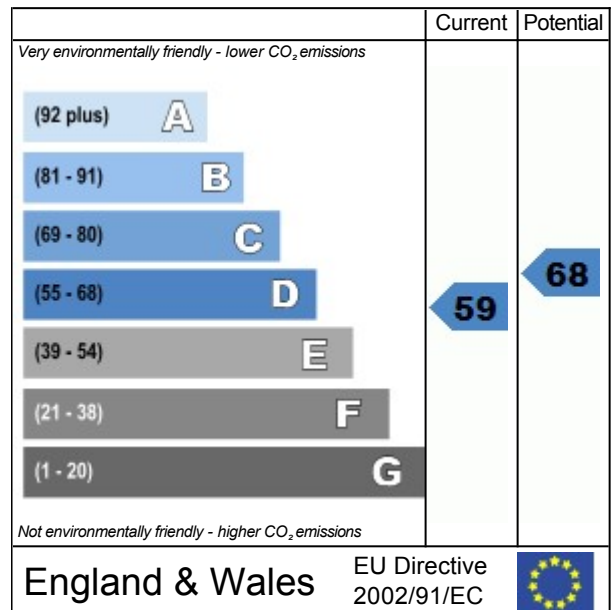 Current Potential
Very environmentally friendly - lower CO₂ emissions
(92 plus) A
(81 - 91) B
(69 - 80) C
(55 - 68) D
59
68
(39 - 54) E
(21 - 38) F
(1 - 20) G
Not environmentally friendly - higher CO₂ emissions
England & Wales
EU Directive
2002/91/EC